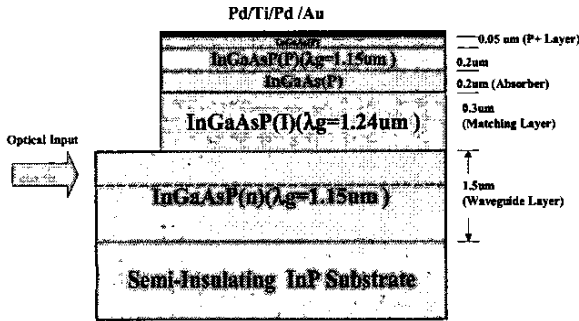 Pd/Ti/Pd /Au
0.05 um (P+ Layer)
InGaAsP(P)(λg=1.15um)
0.2um
InGaAs(P)
0.2um (Absorber)
InGaAsP(I)(λg=1.24um)
0.3um
(Matching Layer)
Optical Input
InGaAsP(n)(λg=1.15um)
1.5um
(Waveguide Layer)
Semi-Insulating InP Substrate